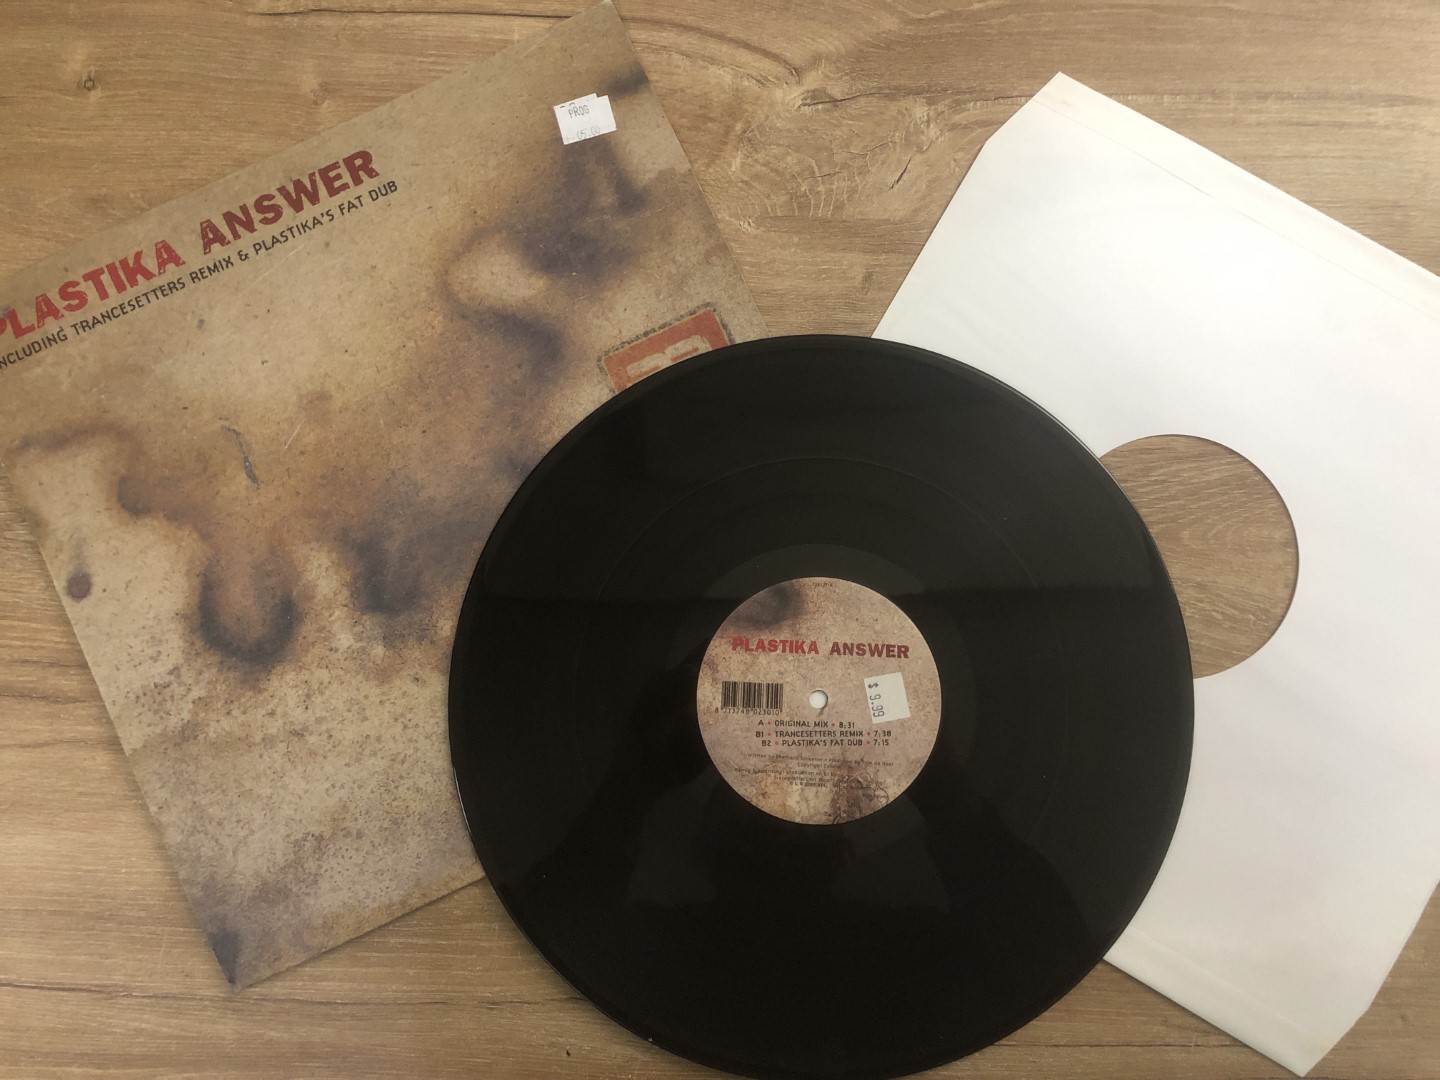 PLASTIKA ANSWER
INCLUDING TRANCESETTERS REMIX & PLASTIKA'S FAT DUB
PROG
05.00
PLASTIKA ANSWER
$ 9.99
A • ORIGINAL MIX • 8:31
B1 • TRANCESETTERS REMIX • 7:38
B2 • PLASTIKA'S FAT DUB • 7:15